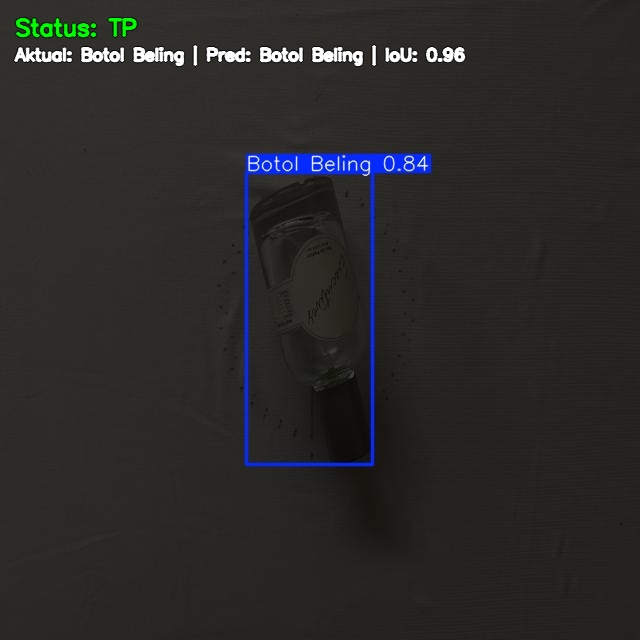 Status: TP
Aktual: Botol Beling | Pred: Botol Beling | IoU: 0.96
Botol Beling 0.84